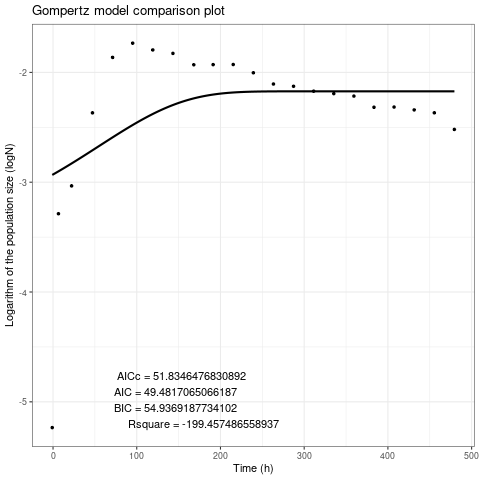 Gompertz model comparison plot
Logarithm of the population size (logN)
-2
-3
-4
-5
AICc = 51.8346476830892
AIC = 49.4817065066187
BIC = 54.9369187734102
Rsquare = -199.457486558937
0 100 200 300 400 500
Time (h)